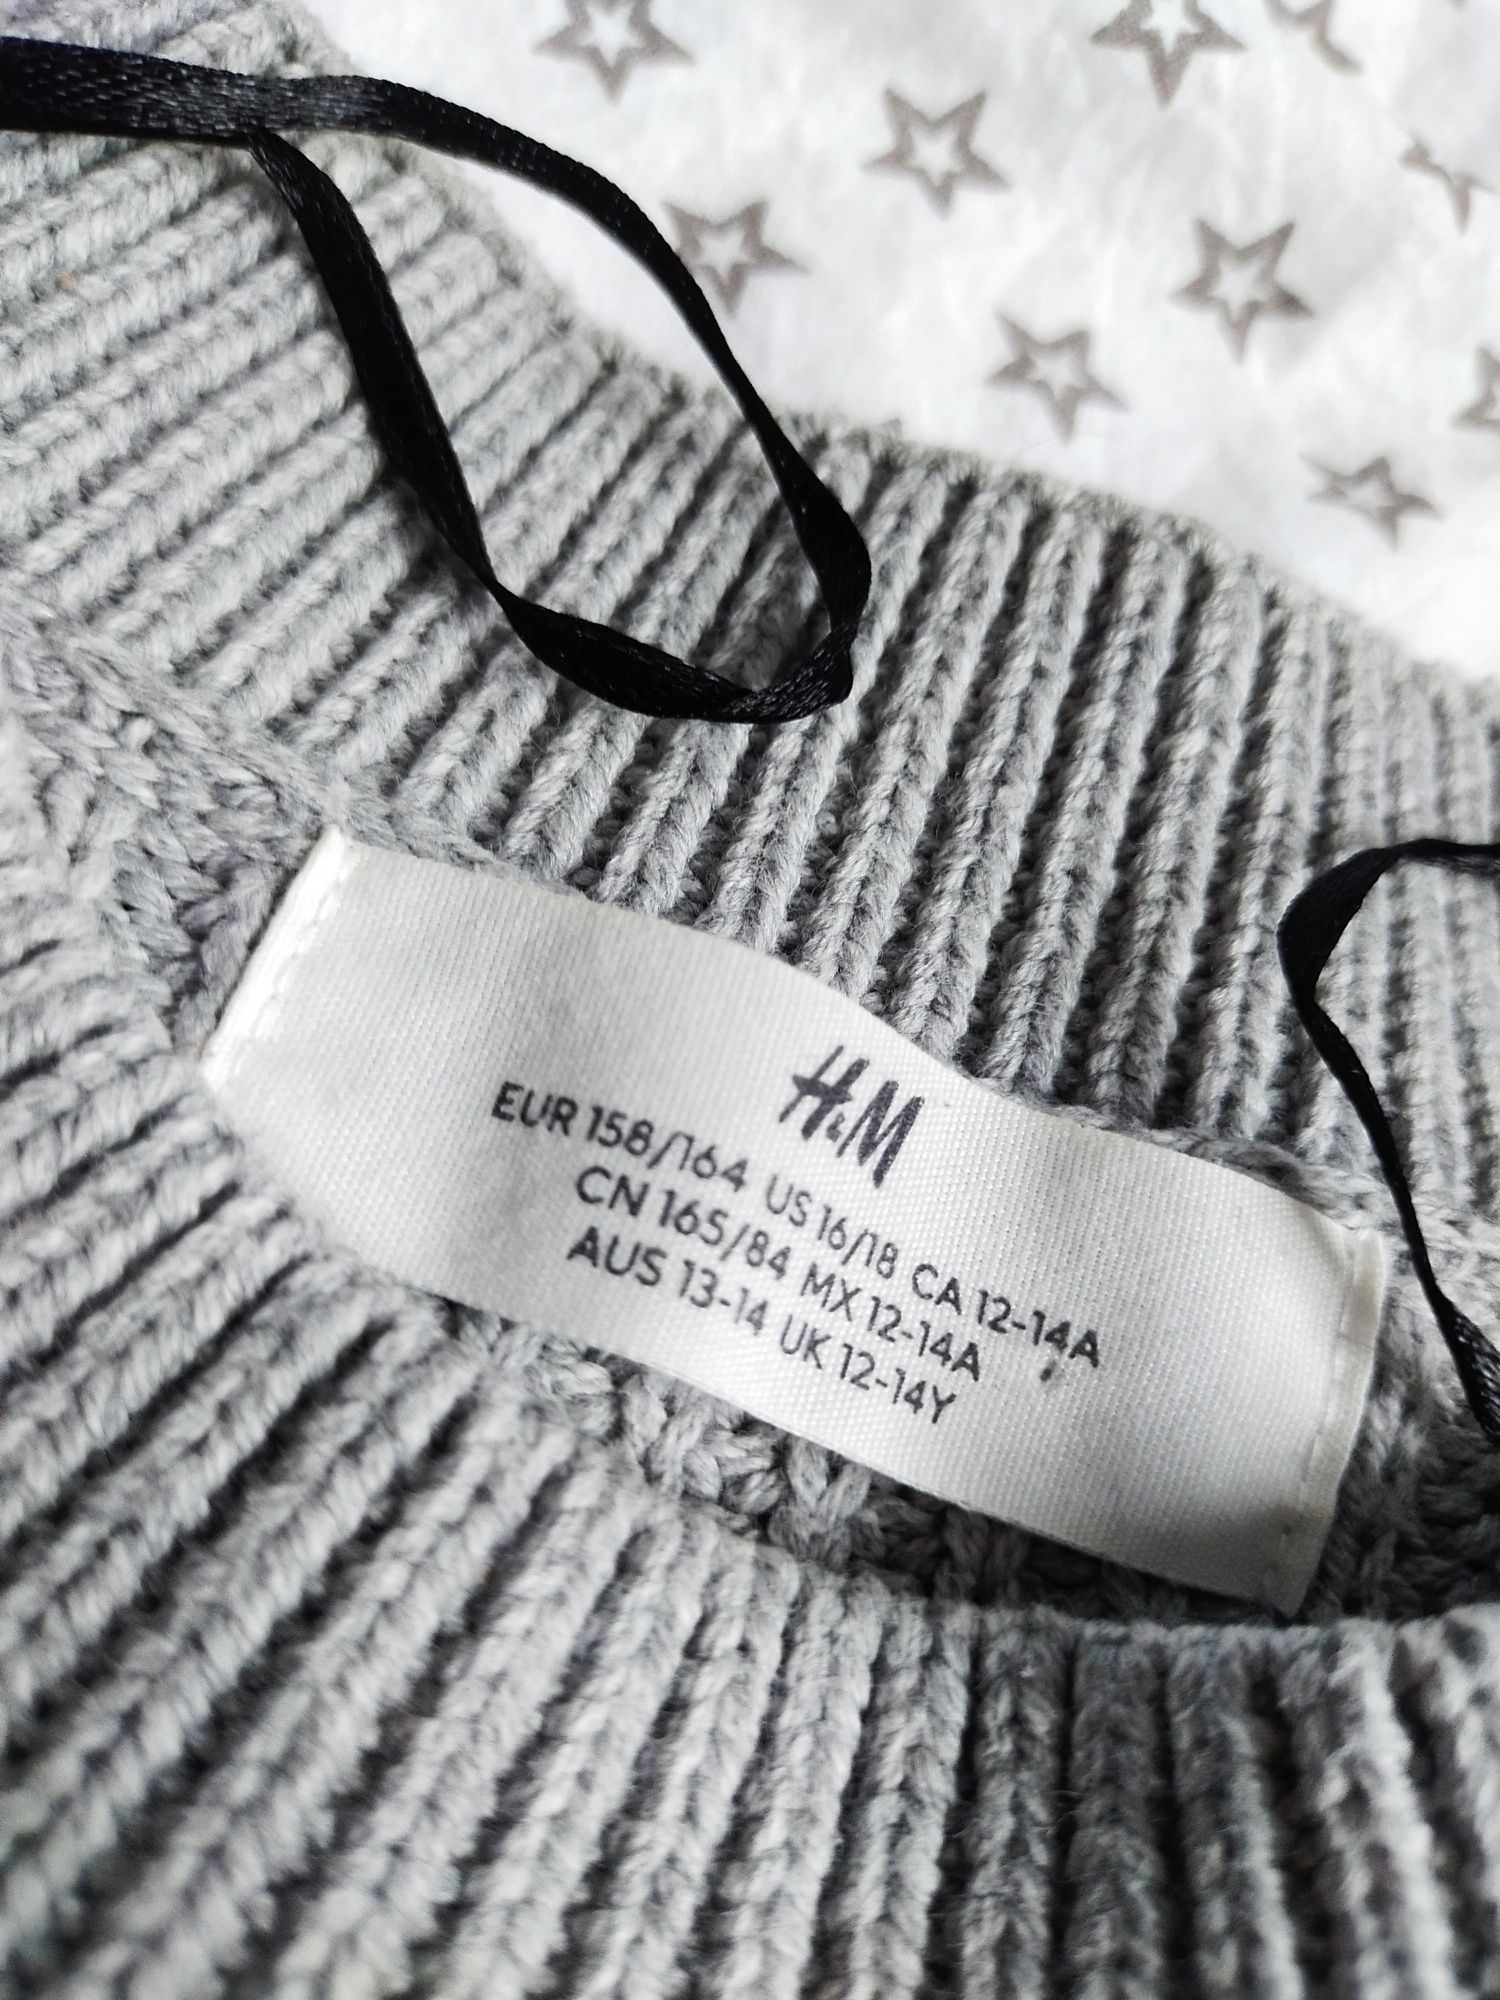 H&M
EUR 158/164 US 16/18 CA 12-14A
CN 165/84 MX 12-14A
AUS 13-14 UK 12-14Y